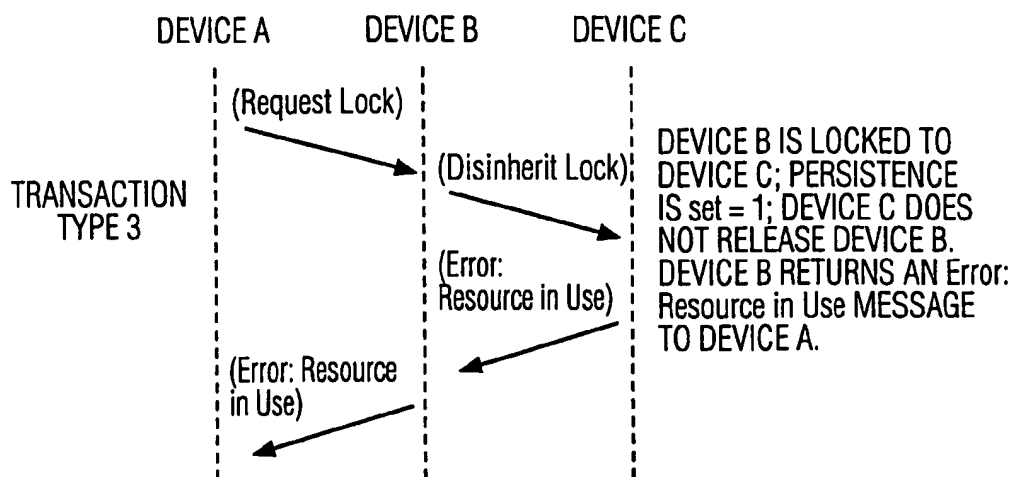 DEVICE A DEVICE B DEVICE C
(Request Lock)
(Disinherit Lock)
TRANSACTION
TYPE 3
(Error:
Resource in Use)
(Error: Resource
in Use)
DEVICE B IS LOCKED TO
DEVICE C; PERSISTENCE
IS set = 1; DEVICE C DOES
NOT RELEASE DEVICE B.
DEVICE B RETURNS AN Error:
Resource in Use MESSAGE
TO DEVICE A.